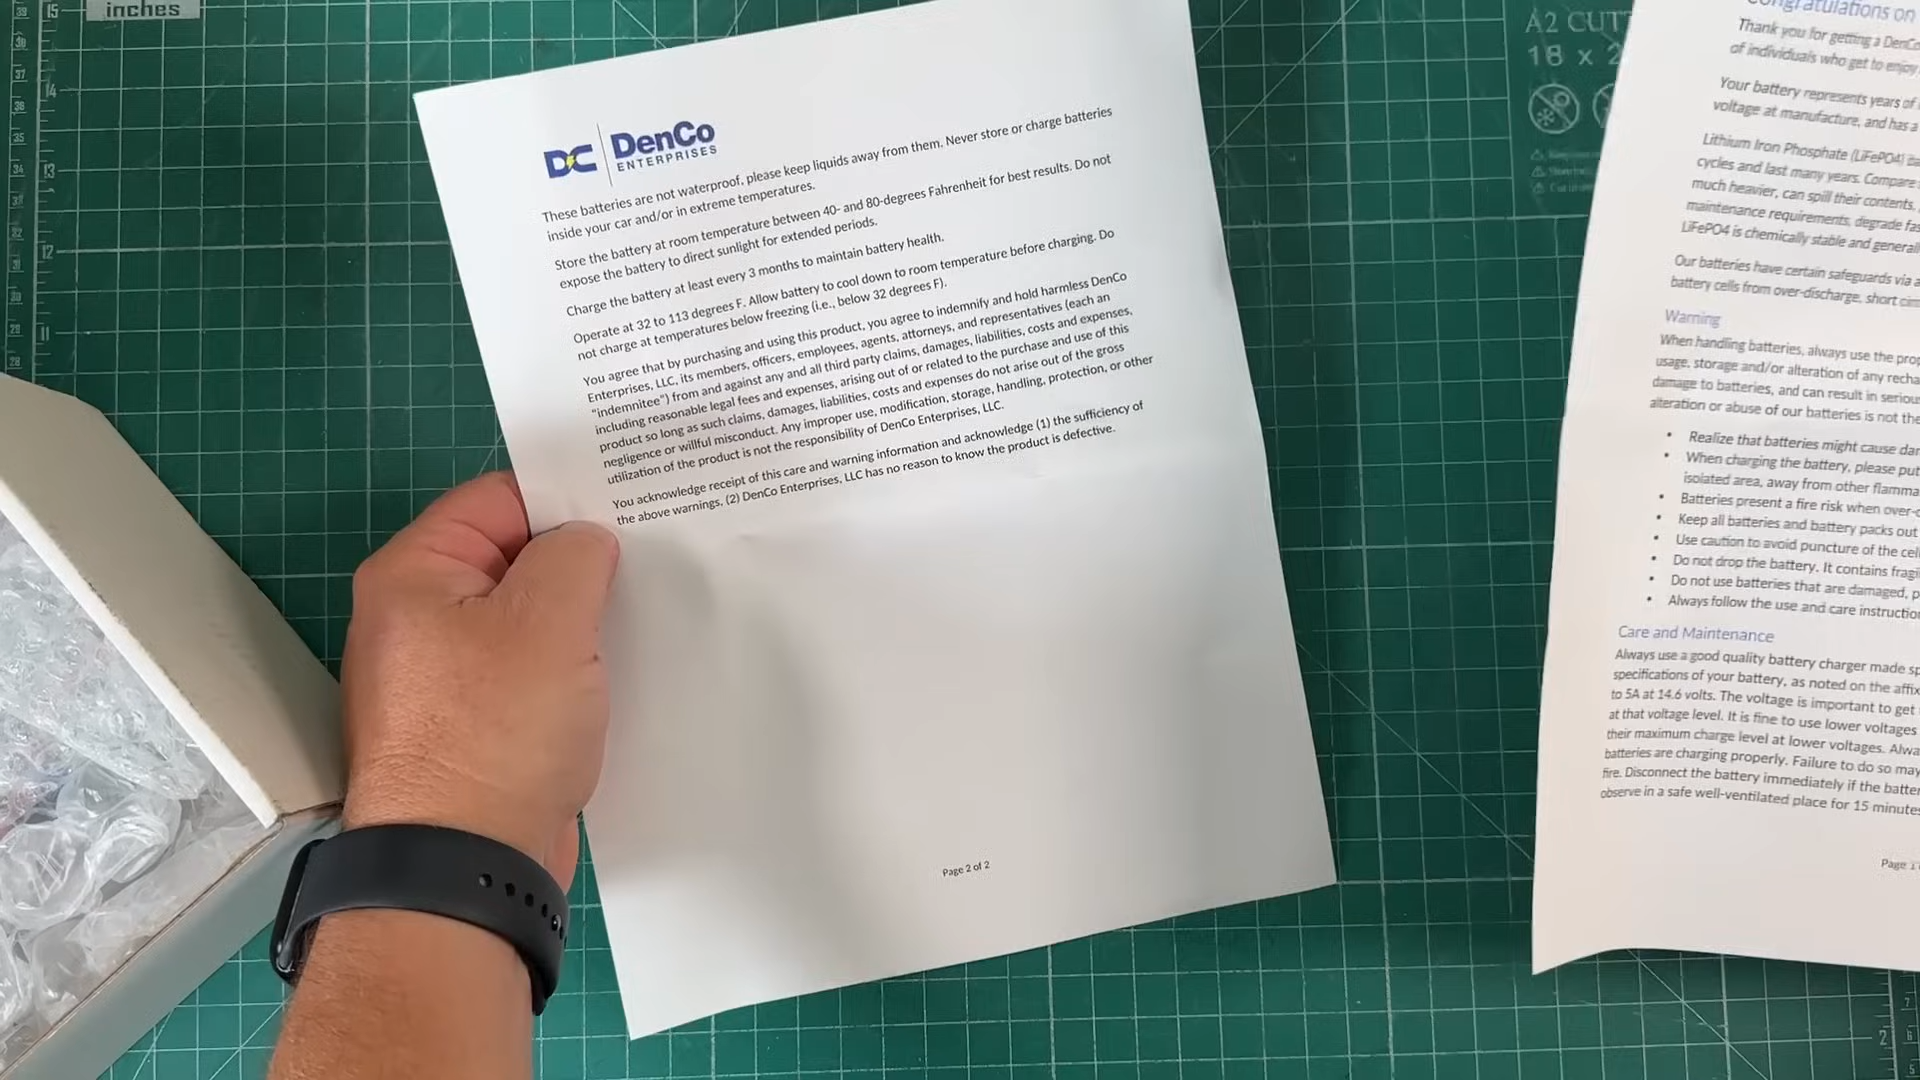 inches
DC DenCo
ENTERPRISES
These batteries are not waterproof, please keep liquids away from them. Never store or charge batteries
inside your car and/or in extreme temperatures.
Store the battery at room temperature between 40- and 80-degrees Fahrenheit for best results. Do not
expose the battery to direct sunlight for extended periods.
Charge the battery at least every 3 months to maintain battery health.
Operate at 32 to 113 degrees F. Allow battery to cool down to room temperature before charging. Do
not charge at temperatures below freezing (i.e., below 32 degrees F).
You agree that by purchasing and using this product, you agree to indemnify and hold harmless DenCo
Enterprises, LLC, its members, officers, employees, agents, attorneys, and representatives (each an
"indemnitee") from and against any and all third party claims, damages, liabilities, costs and expenses,
including reasonable legal fees and expenses, arising out of or related to the purchase and use of this
product so long as such claims, damages, liabilities, costs and expenses do not arise out of the gross
negligence or willful misconduct. Any improper use, modification, storage, handling, protection, or other
utilization of the product is not the responsibility of DenCo Enterprises, LLC.
You acknowledge receipt of this care and warning information and acknowledge (1) the sufficiency of
the above warnings, (2) DenCo Enterprises, LLC has no reason to know the product is defective.
Page 2 of 2
A2
18 x
Congratulations on
Thank you for getting a DenCo
of individuals who get to enjoy
Your battery represents years of
voltage at manufacture, and has a
Lithium Iron Phosphate (LiFePO4)
cycles and last many years. Compare
much heavier, can spill their contents,
maintenance requirements, degrade
LiFePO4 is chemically stable and
Our batteries have certain safeguards via
battery cells from over-discharge, short
Warning
When handling batteries, always use the
usage, storage and/or alteration of any
damage to batteries, and can result in
alteration or abuse of our batteries is not
• Realize that batteries might cause
• When charging the battery, please put
isolated area, away from other
• Batteries present a fire risk when
• Keep all batteries and battery packs out
• Use caution to avoid puncture of the
• Do not drop the battery. It contains
• Do not use batteries that are damaged,
• Always follow the use and care
Care and Maintenance
Always use a good quality battery charger made
specifications of your battery, as noted on the
to 5A at 14.6 volts. The voltage is important to get
at that voltage level. It is fine to use lower voltages
their maximum charge level at lower voltages.
batteries are charging properly. Failure to do so may
fire. Disconnect the battery immediately if the
observe in a safe well-ventilated place for 15
Page 1